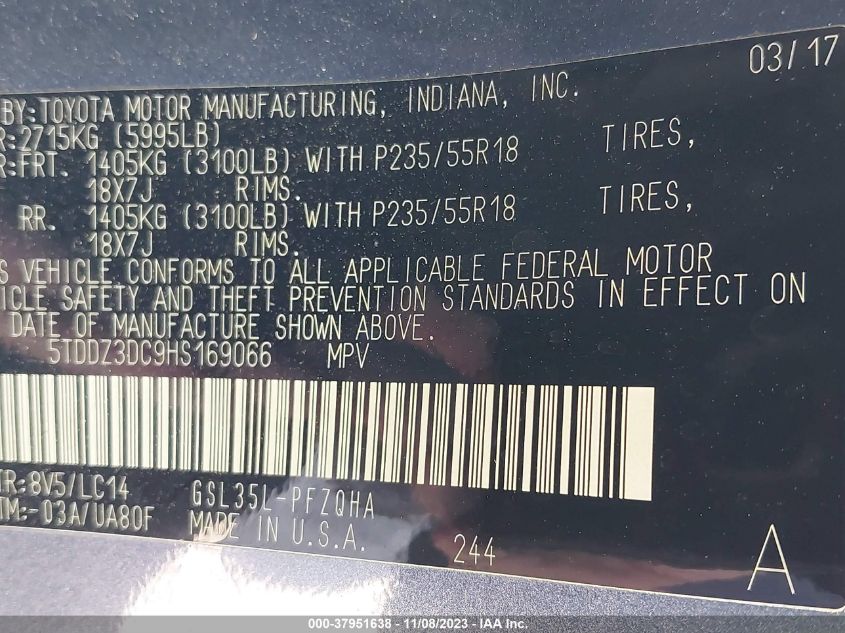 03/17
BY:TOYOTA MOTOR MANUFACTURING, INDIANA, INC.
R:2715KG (5995LB)
R:FRT. 1405KG (3100LB) WITH P235/55R18 TIRES,
18X7J RIMS.
RR. 1405KG (3100LB) WITH P235/55R18 TIRES,
18X7J RIMS.
S VEHICLE CONFORMS TO ALL APPLICABLE FEDERAL MOTOR
ICLE SAFETY AND THEFT PREVENTION STANDARDS IN EFFECT ON
DATE OF MANUFACTURE SHOWN ABOVE.
5TDDZ3DC9HS169066 MPV
IR:8V5/LC14 GSL35L-PFZQHA
IM:-03A/UA80F MADE IN U.S.A. 244 A
000-37951638 - 11/08/2023 - IAA Inc.